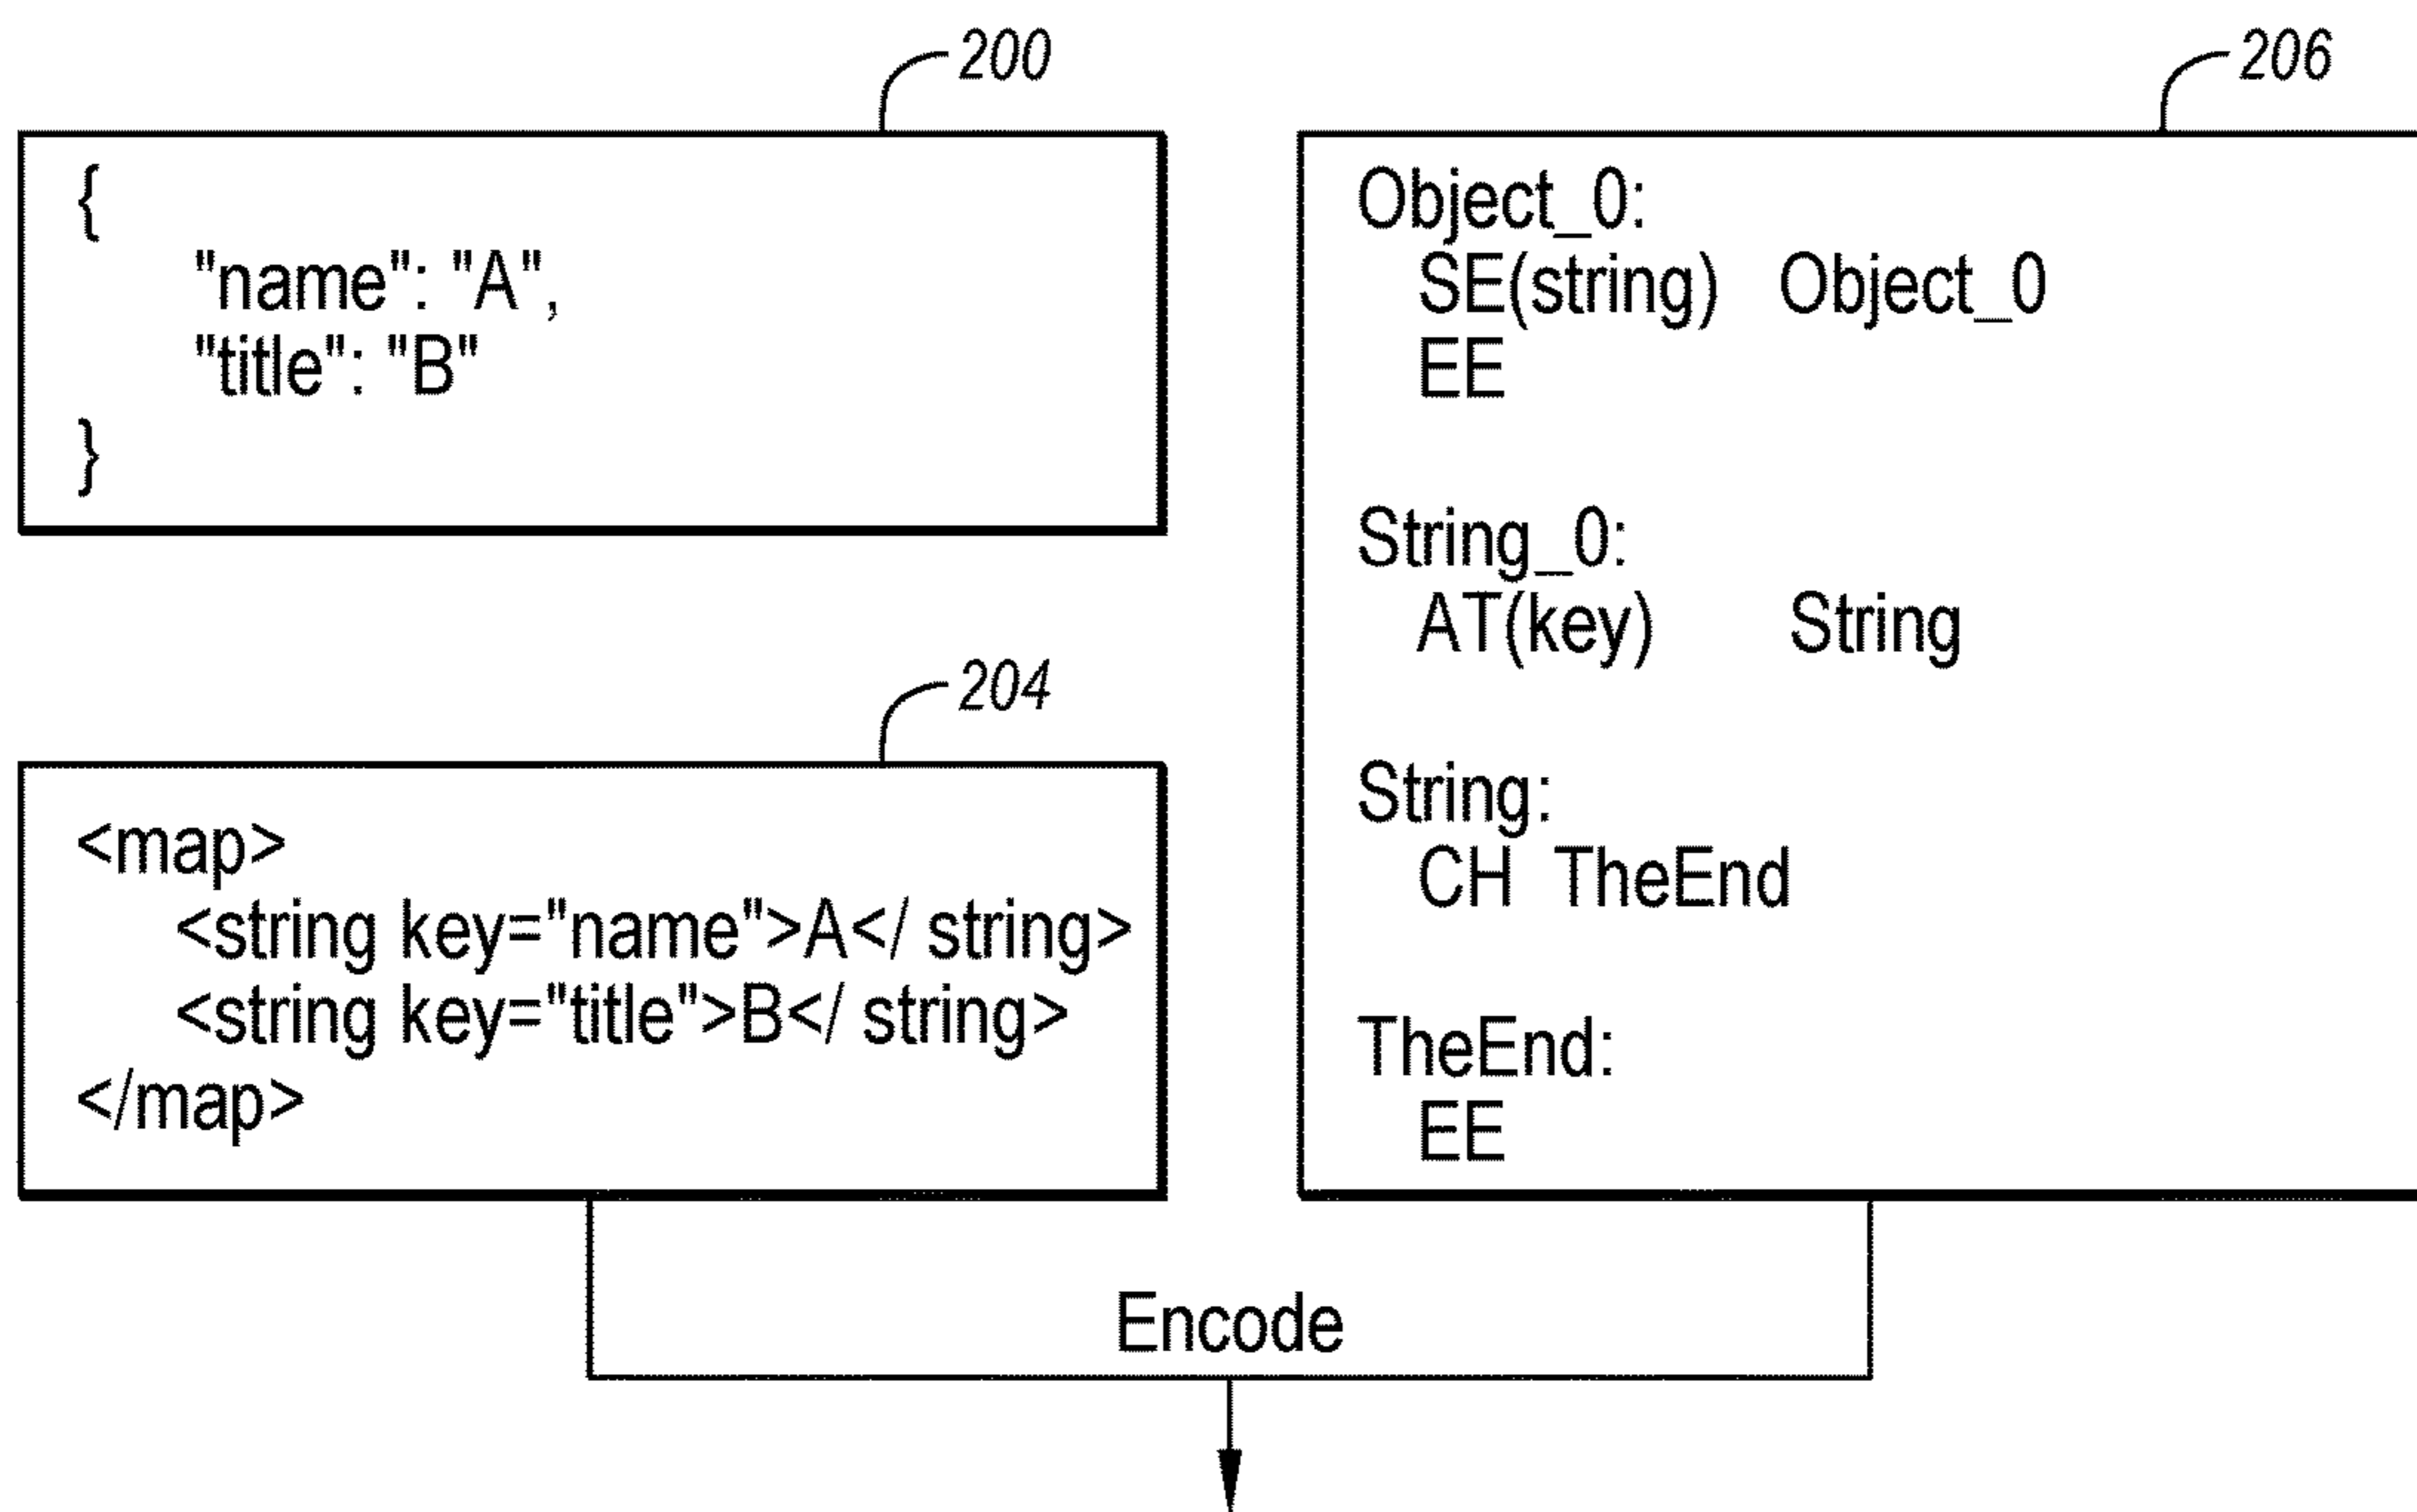 200
{
"name": "A",
"title": "B"
}
204
<map>
<string key="name">A</ string>
<string key="title">B</ string>
</map>
206
Object_0:
SE(string) Object_0
EE
String_0:
AT(key) String
String:
CH TheEnd
TheEnd:
EE
Encode